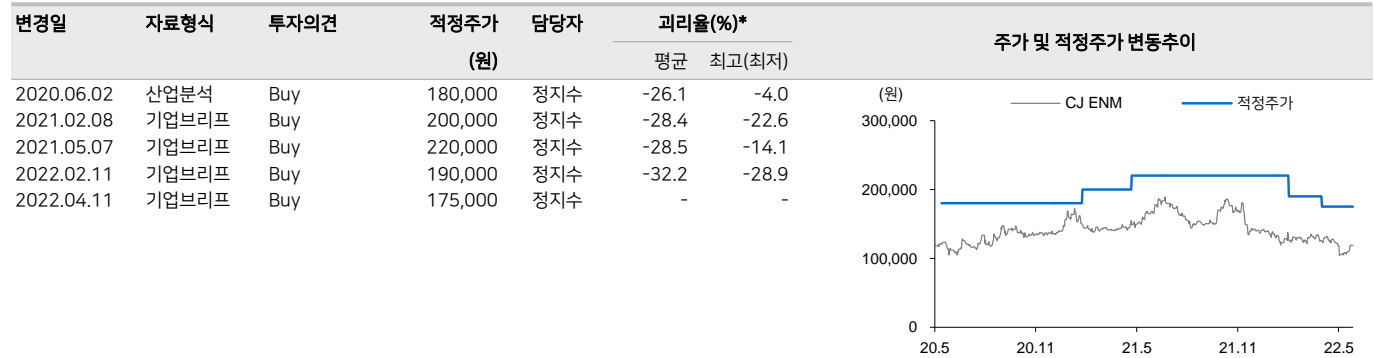 변경일 자료형식 투자의견 적정주가 (원) 담당자 괴리율(%)*
평균 최고(최저)
2020.06.02 산업분석 Buy 180,000 정지수 -26.1 -4.0
2021.02.08 기업브리프 Buy 200,000 정지수 -28.4 -22.6
2021.05.07 기업브리프 Buy 220,000 정지수 -28.5 -14.1
2022.02.11 기업브리프 Buy 190,000 정지수 -32.2 -28.9
2022.04.11 기업브리프 Buy 175,000 정지수 - -
주가 및 적정주가 변동추이
(원) CJ ENM 적정주가
300,000
200,000
100,000
0
20.5 20.11 21.5 21.11 22.5